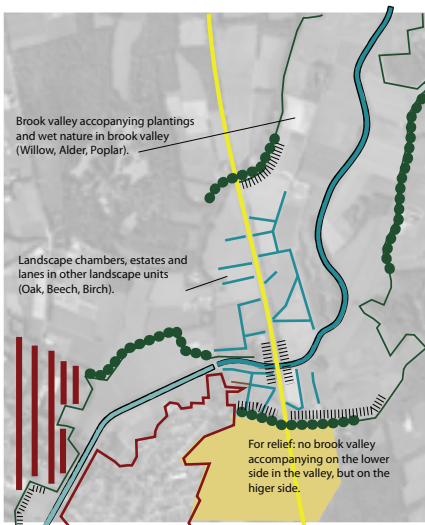 Brook valley accopanying plantings
and wet nature in brook valley
(Willow, Alder, Poplar).
Landscape chambers, estates and
lanes in other landscape units
(Oak, Beech, Birch).
For relief: no brook valley
accompanying on the lower
side in the valley, but on the
higer side.